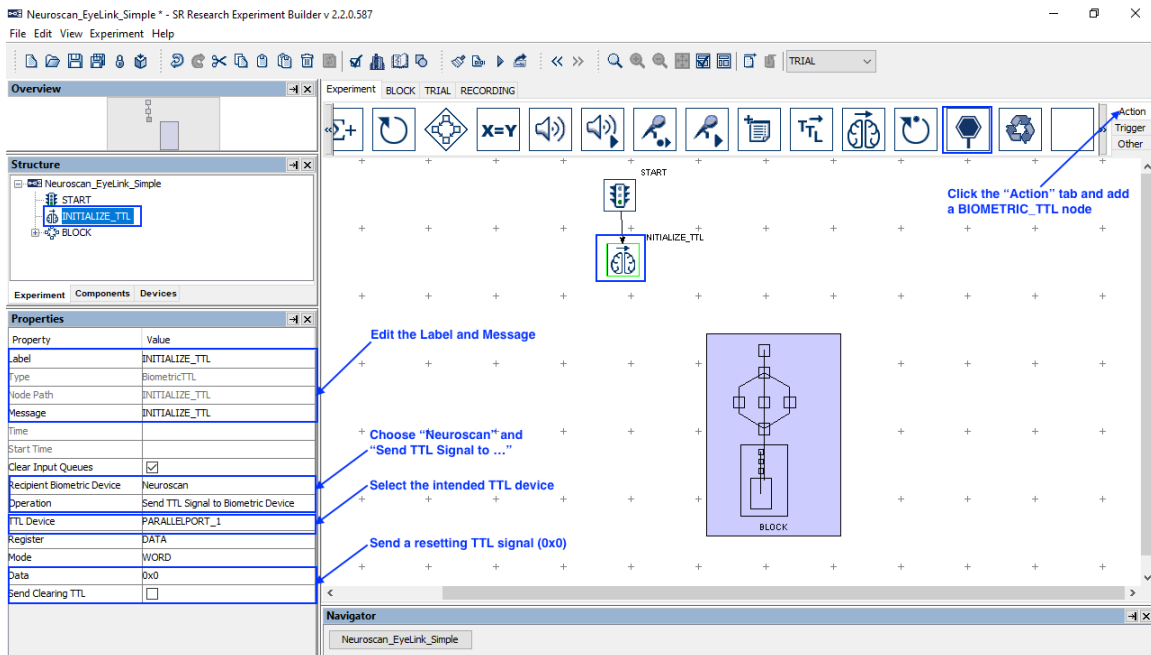 Neuroscan_EyeLink_Simple * - SR Research Experiment Builder v 2.2.0.587
File Edit View Experiment Help
TRIAL
Overview
Experiment BLOCK TRIAL RECORDING
Σ+
X=Y
TTL
Action
Trigger
Other
Structure
Neuroscan_EyeLink_Simple
START
INITIALIZE_TTL
BLOCK
Experiment Components Devices
START
NITIALIZE_TTL
Click the "Action" tab and add
a BIOMETRIC_TTL node
Properties
Property Value
Label INITIALIZE_TTL
Type BiometricTTL
Node Path INITIALIZE_TTL
Message INITIALIZE_TTL
Time
Start Time
Clear Input Queues
Recipient Biometric Device Neuroscan
Operation Send TTL Signal to Biometric Device
TTL Device PARALLELPORT_1
Register DATA
Mode WORD
Data 0x0
Send Clearing TTL
Edit the Label and Message
Choose "Neuroscan" and
"Send TTL Signal to ..."
Select the intended TTL device
Send a resetting TTL signal (0x0)
BLOCK
Navigator
Neuroscan_EyeLink_Simple